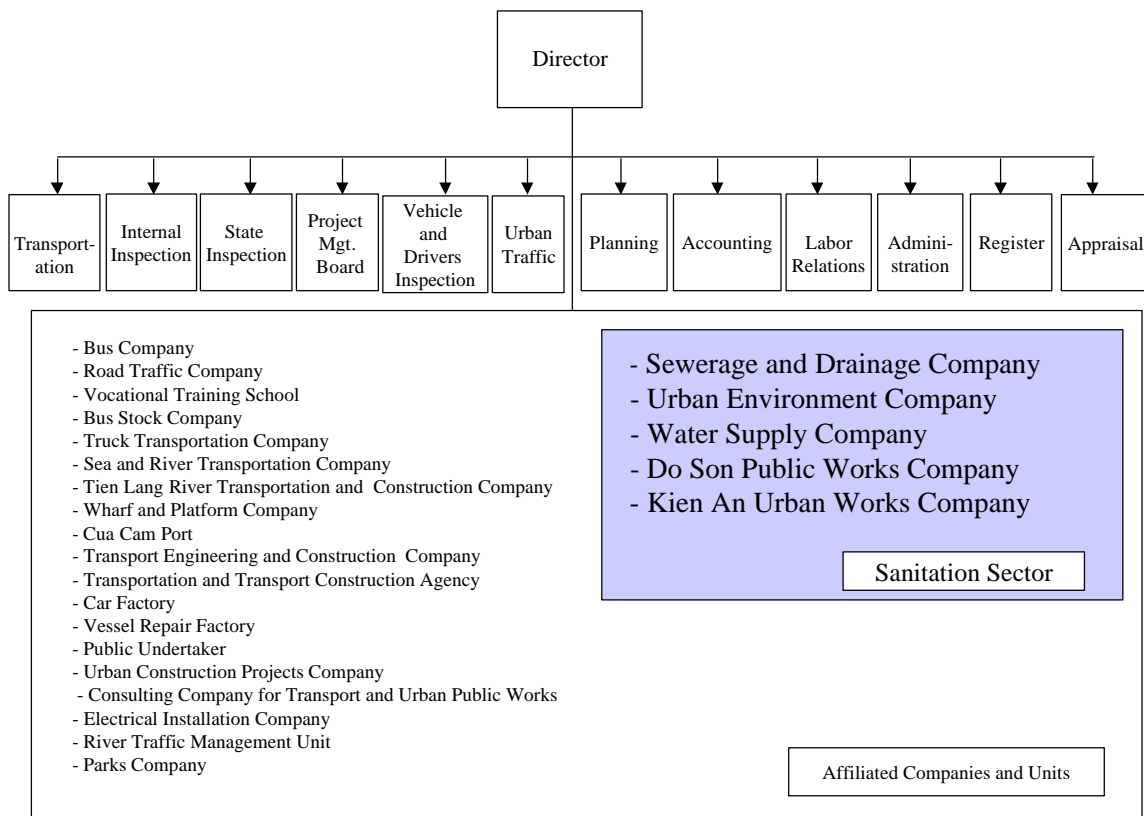 Director
Transport-
ation
Internal
Inspection
State
Inspection
Project
Mgt.
Board
Vehicle
and
Drivers
Inspection
Urban
Traffic
Planning
Accounting
Labor
Relations
Admini-
stration
Register
Appraisal
- Bus Company
- Road Traffic Company
- Vocational Training School
- Bus Stock Company
- Truck Transportation Company
- Sea and River Transportation Company
- Tien Lang River Transportation and Construction Company
- Wharf and Platform Company
- Cua Cam Port
- Transport Engineering and Construction Company
- Transportation and Transport Construction Agency
- Car Factory
- Vessel Repair Factory
- Public Undertaker
- Urban Construction Projects Company
- Consulting Company for Transport and Urban Public Works
- Electrical Installation Company
- River Traffic Management Unit
- Parks Company
- Sewerage and Drainage Company
- Urban Environment Company
- Water Supply Company
- Do Son Public Works Company
- Kien An Urban Works Company
Sanitation Sector
Affiliated Companies and Units